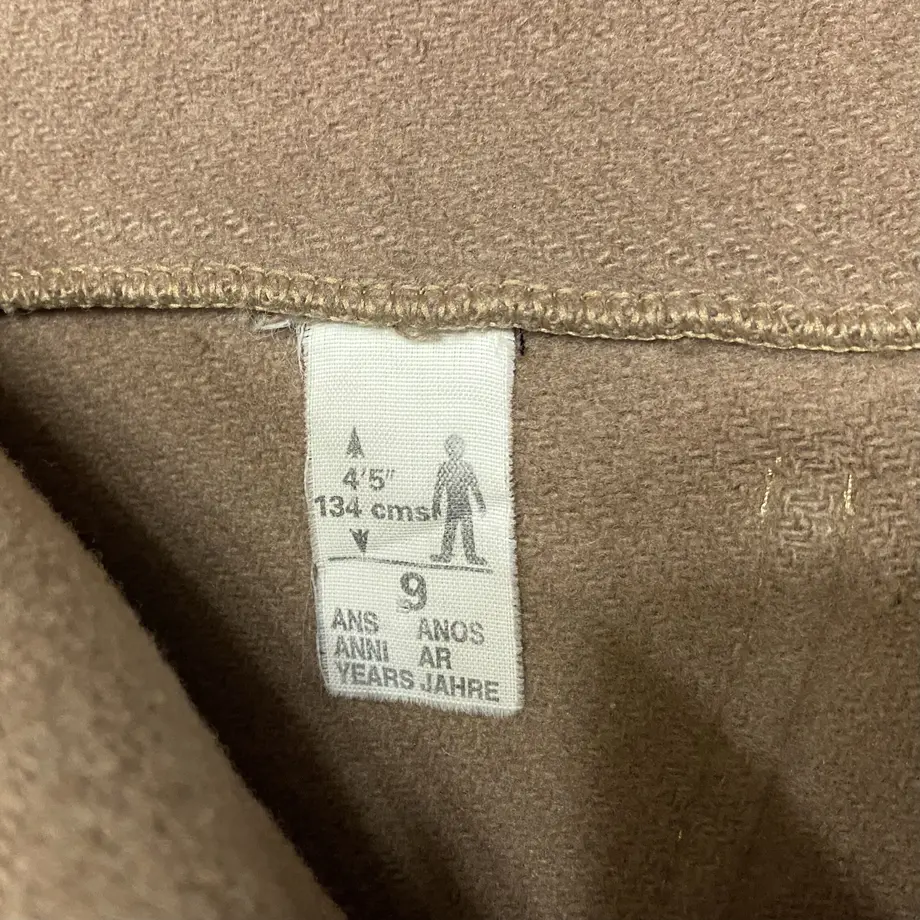 4'5"
134 cms
9
ANS ANOS
ANNI AR
YEARS JAHRE